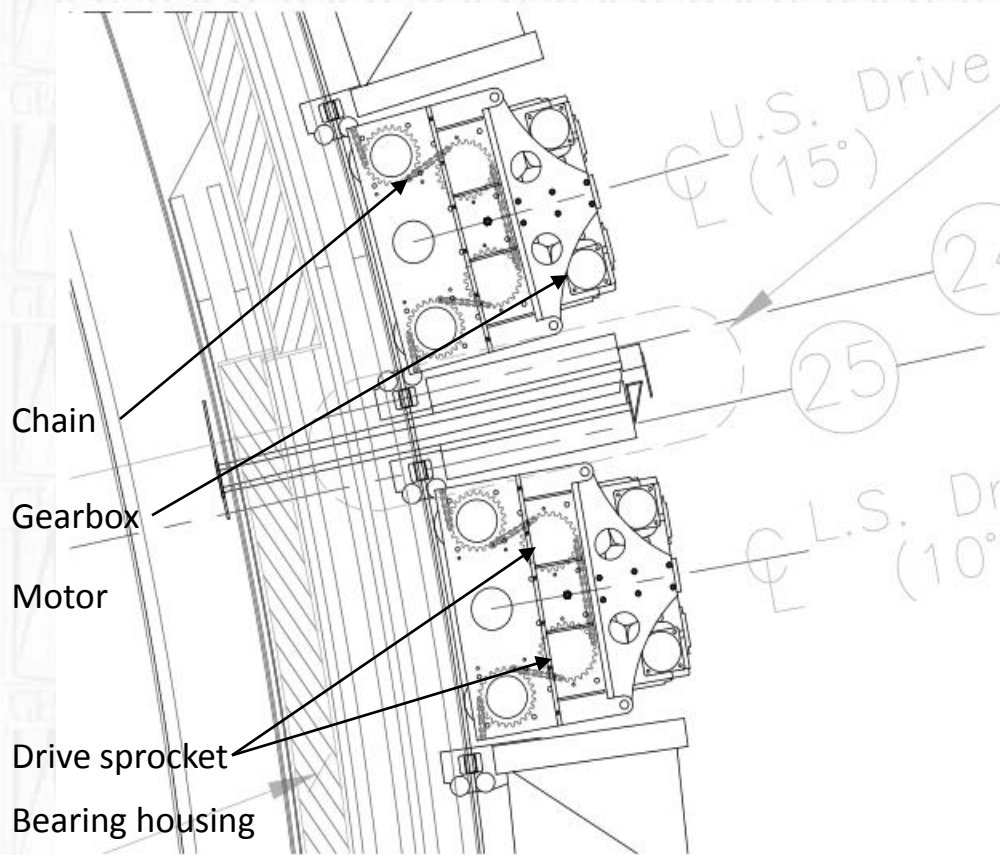 U.S. Drive
℄ (15°)
24
25
Chain
Gearbox
L.S. Dr
℄ (10°
Motor
Drive sprocket
Bearing housing